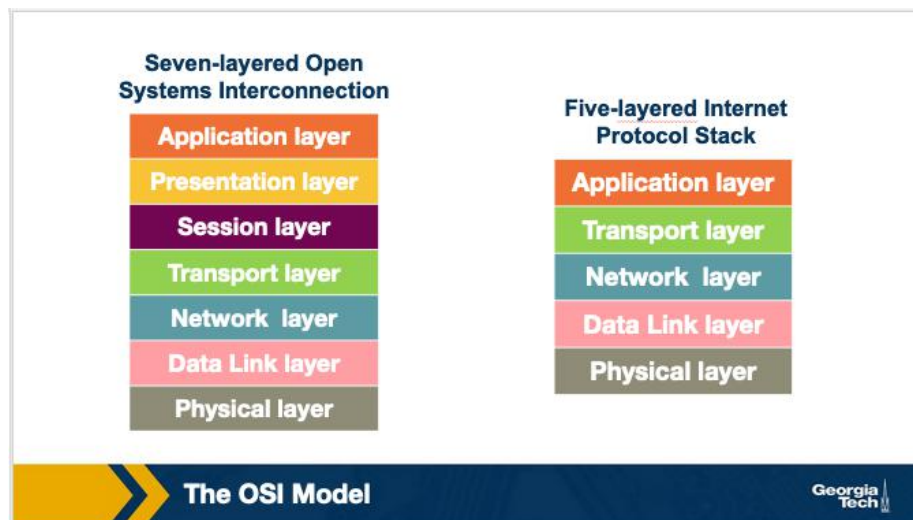 Seven-layered Open
Systems Interconnection
Application layer
Presentation layer
Session layer
Transport layer
Network layer
Data Link layer
Physical layer
Five-layered Internet
Protocol Stack
Application layer
Transport layer
Network layer
Data Link layer
Physical layer
The OSI Model
Georgia
Tech